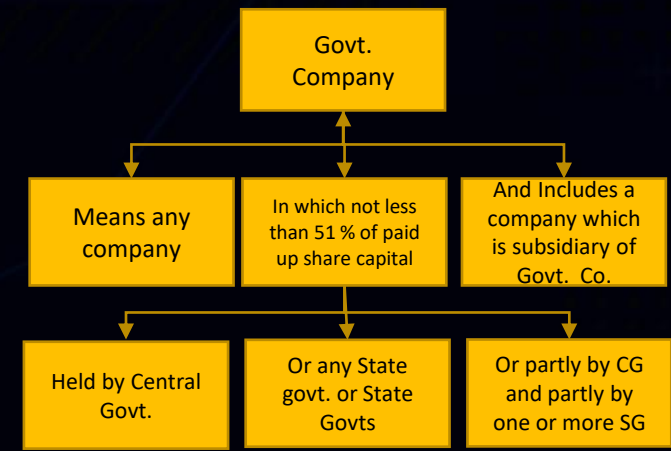 Govt.
Company
Means any
company
In which not less
than 51 % of paid
up share capital
And Includes a
company which
is subsidiary of
Govt. Co.
Held by Central
Govt.
Or any State
govt. or State
Govts
Or partly by CG
and partly by
one or more SG